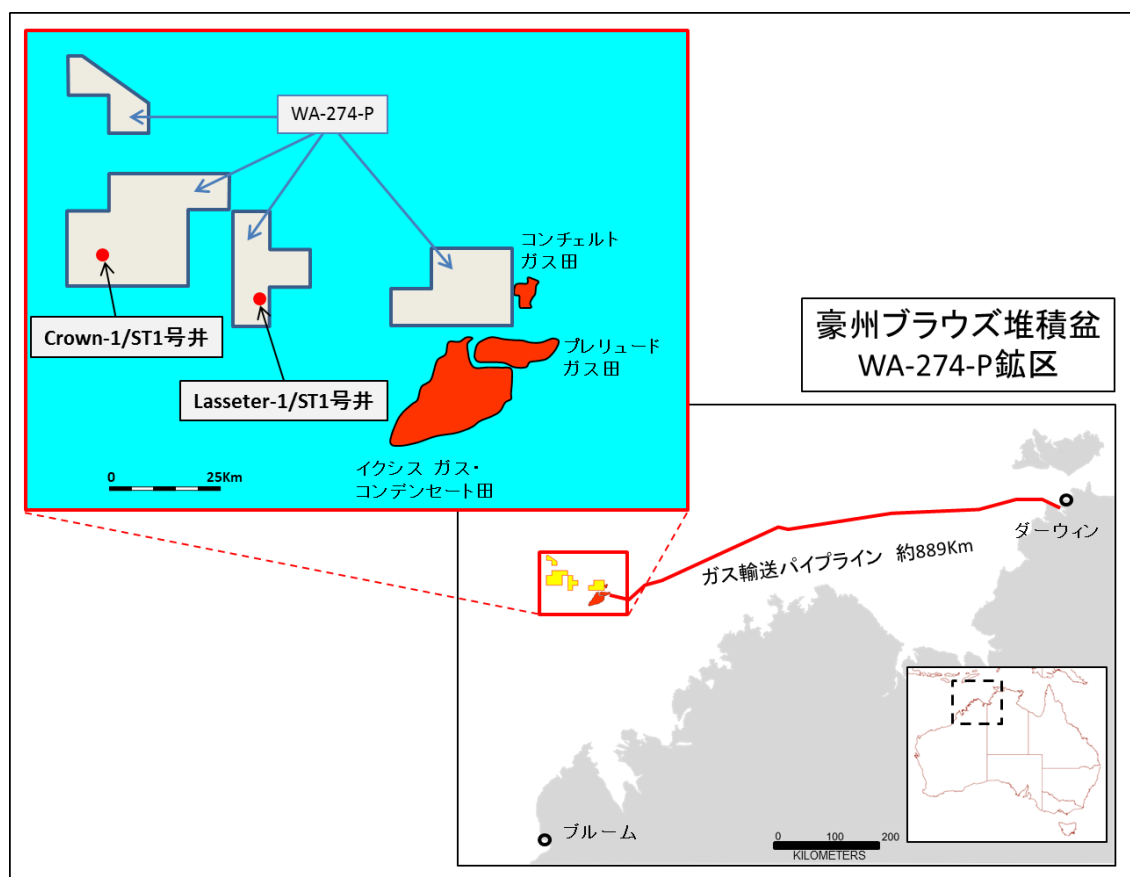 WA-274-P
コンチェルト
ガス田
Crown-1/ST1号井
プレリュード
ガス田
Lasseter-1/ST1号井
イクシス ガス・
コンデンセート田
0 25Km
豪州ブラウズ堆積盆
WA-274-P鉱区
ダーウィン
ガス輸送パイプライン 約889Km
ブルーム
0 100 200
KILOMETERS